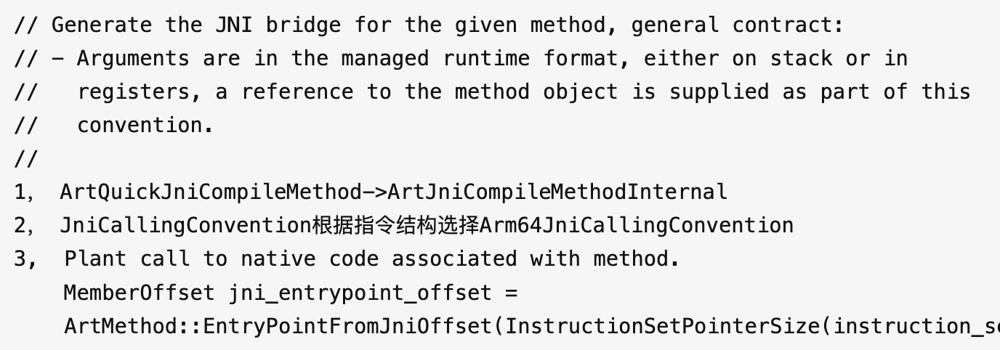 // Generate the JNI bridge for the given method, general contract:
// - Arguments are in the managed runtime format, either on stack or in
//   registers, a reference to the method object is supplied as part of this
//   convention.
//
1,  ArtQuickJniCompileMethod->ArtJniCompileMethodInternal
2,  JniCallingConvention根据指令结构选择Arm64JniCallingConvention
3,  Plant call to native code associated with method.
    MemberOffset jni_entrypoint_offset =
    ArtMethod::EntryPointFromJniOffset(InstructionSetPointerSize(instruction_s